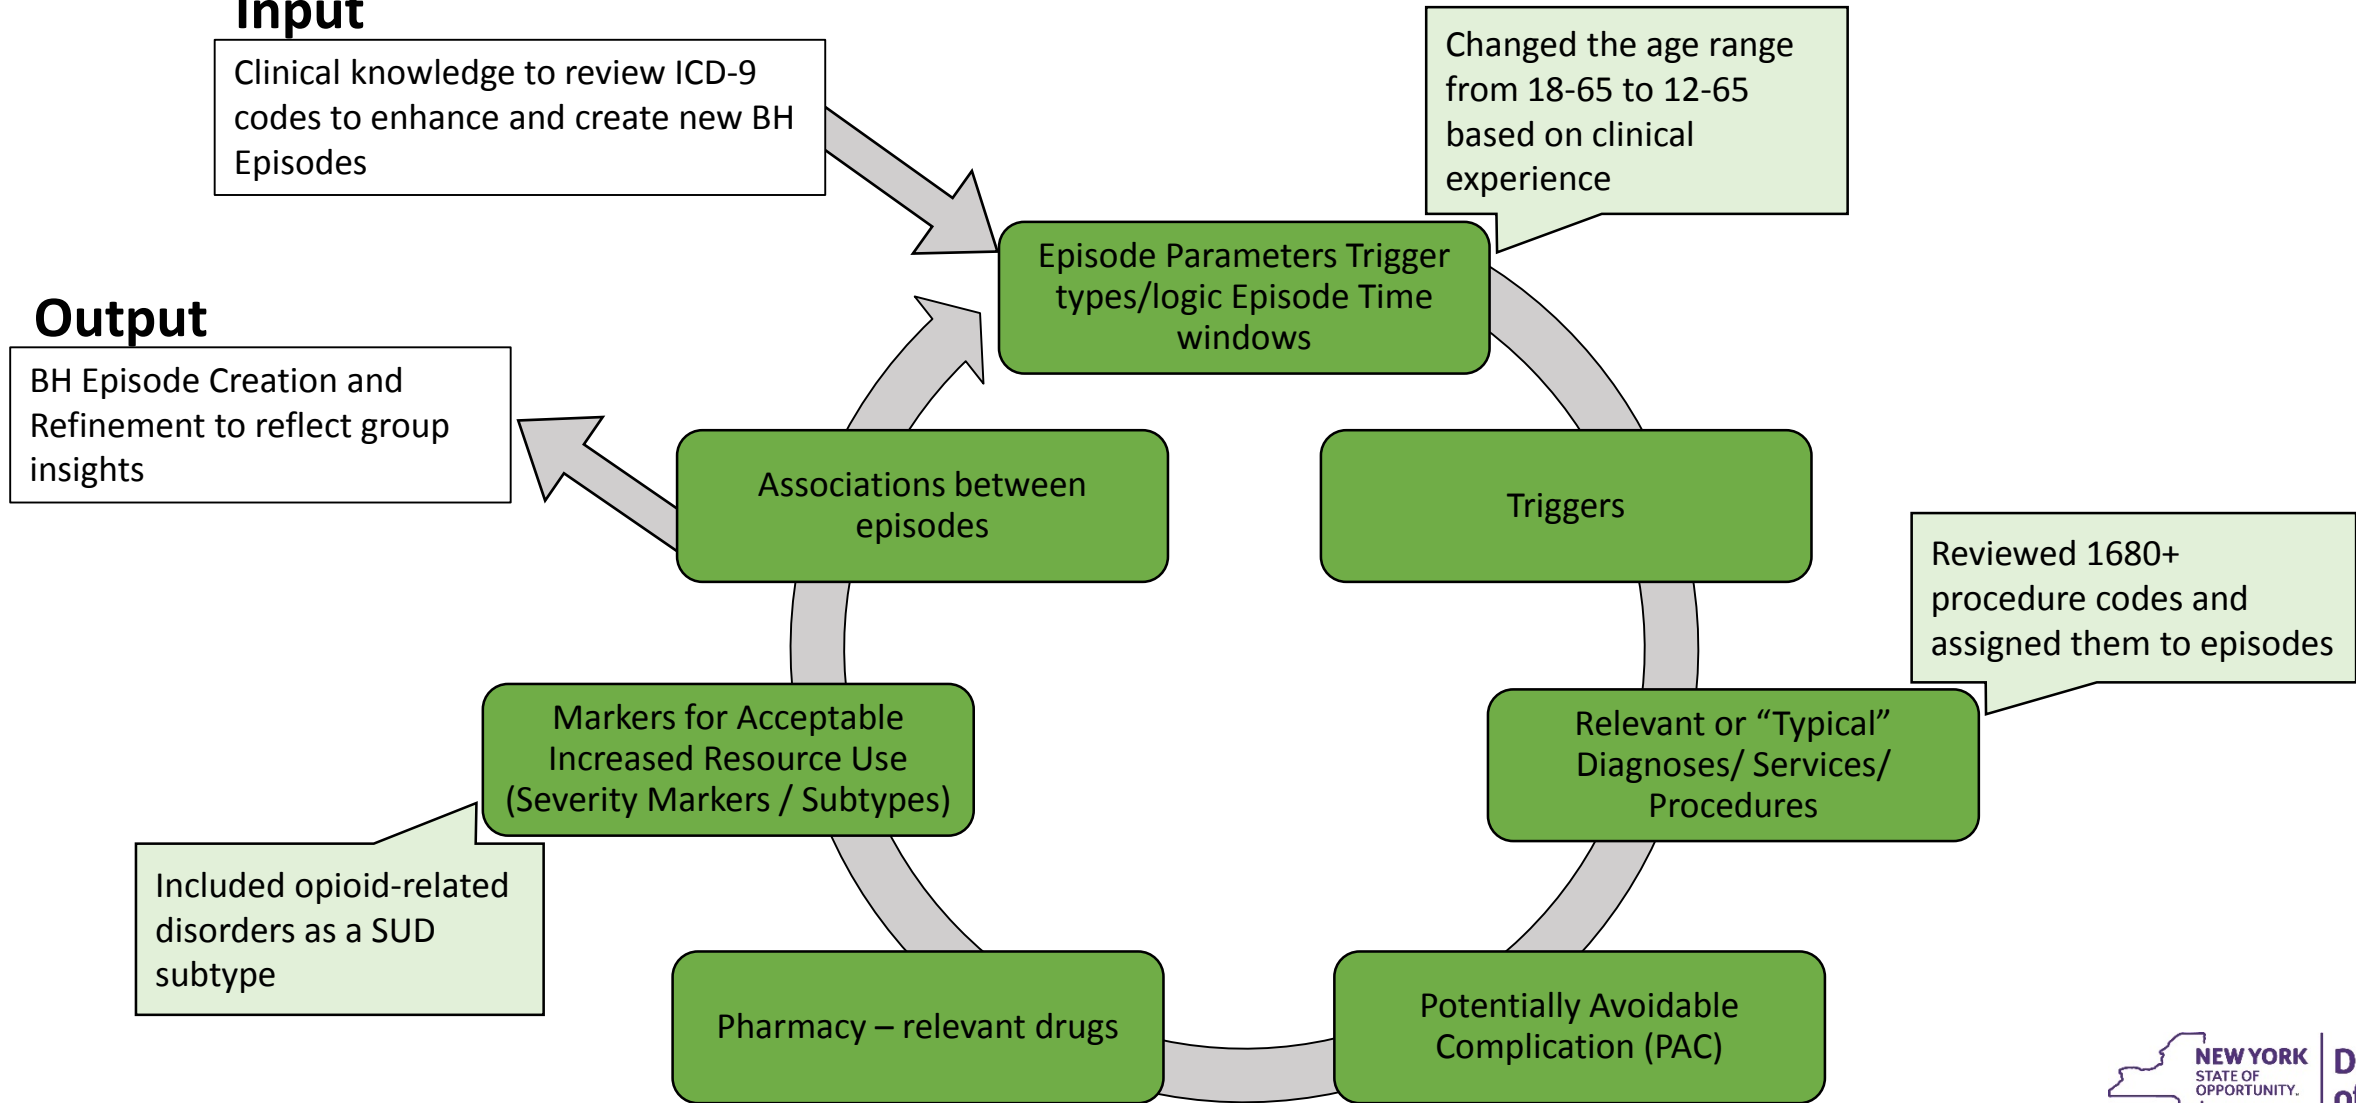 Input
Clinical knowledge to review ICD-9
codes to enhance and create new BH
Episodes
Changed the age range
from 18-65 to 12-65
based on clinical
experience
Episode Parameters Trigger
types/logic Episode Time
windows
Output
BH Episode Creation and
Refinement to reflect group
insights
Associations between
episodes
Triggers
Reviewed 1680+
procedure codes and
assigned them to episodes
Markers for Acceptable
Increased Resource Use
(Severity Markers / Subtypes)
Relevant or “Typical”
Diagnoses/ Services/
Procedures
Included opioid-related
disorders as a SUD
subtype
Pharmacy – relevant drugs
Potentially Avoidable
Complication (PAC)
NEW YORK
STATE OF
OPPORTUNITY.